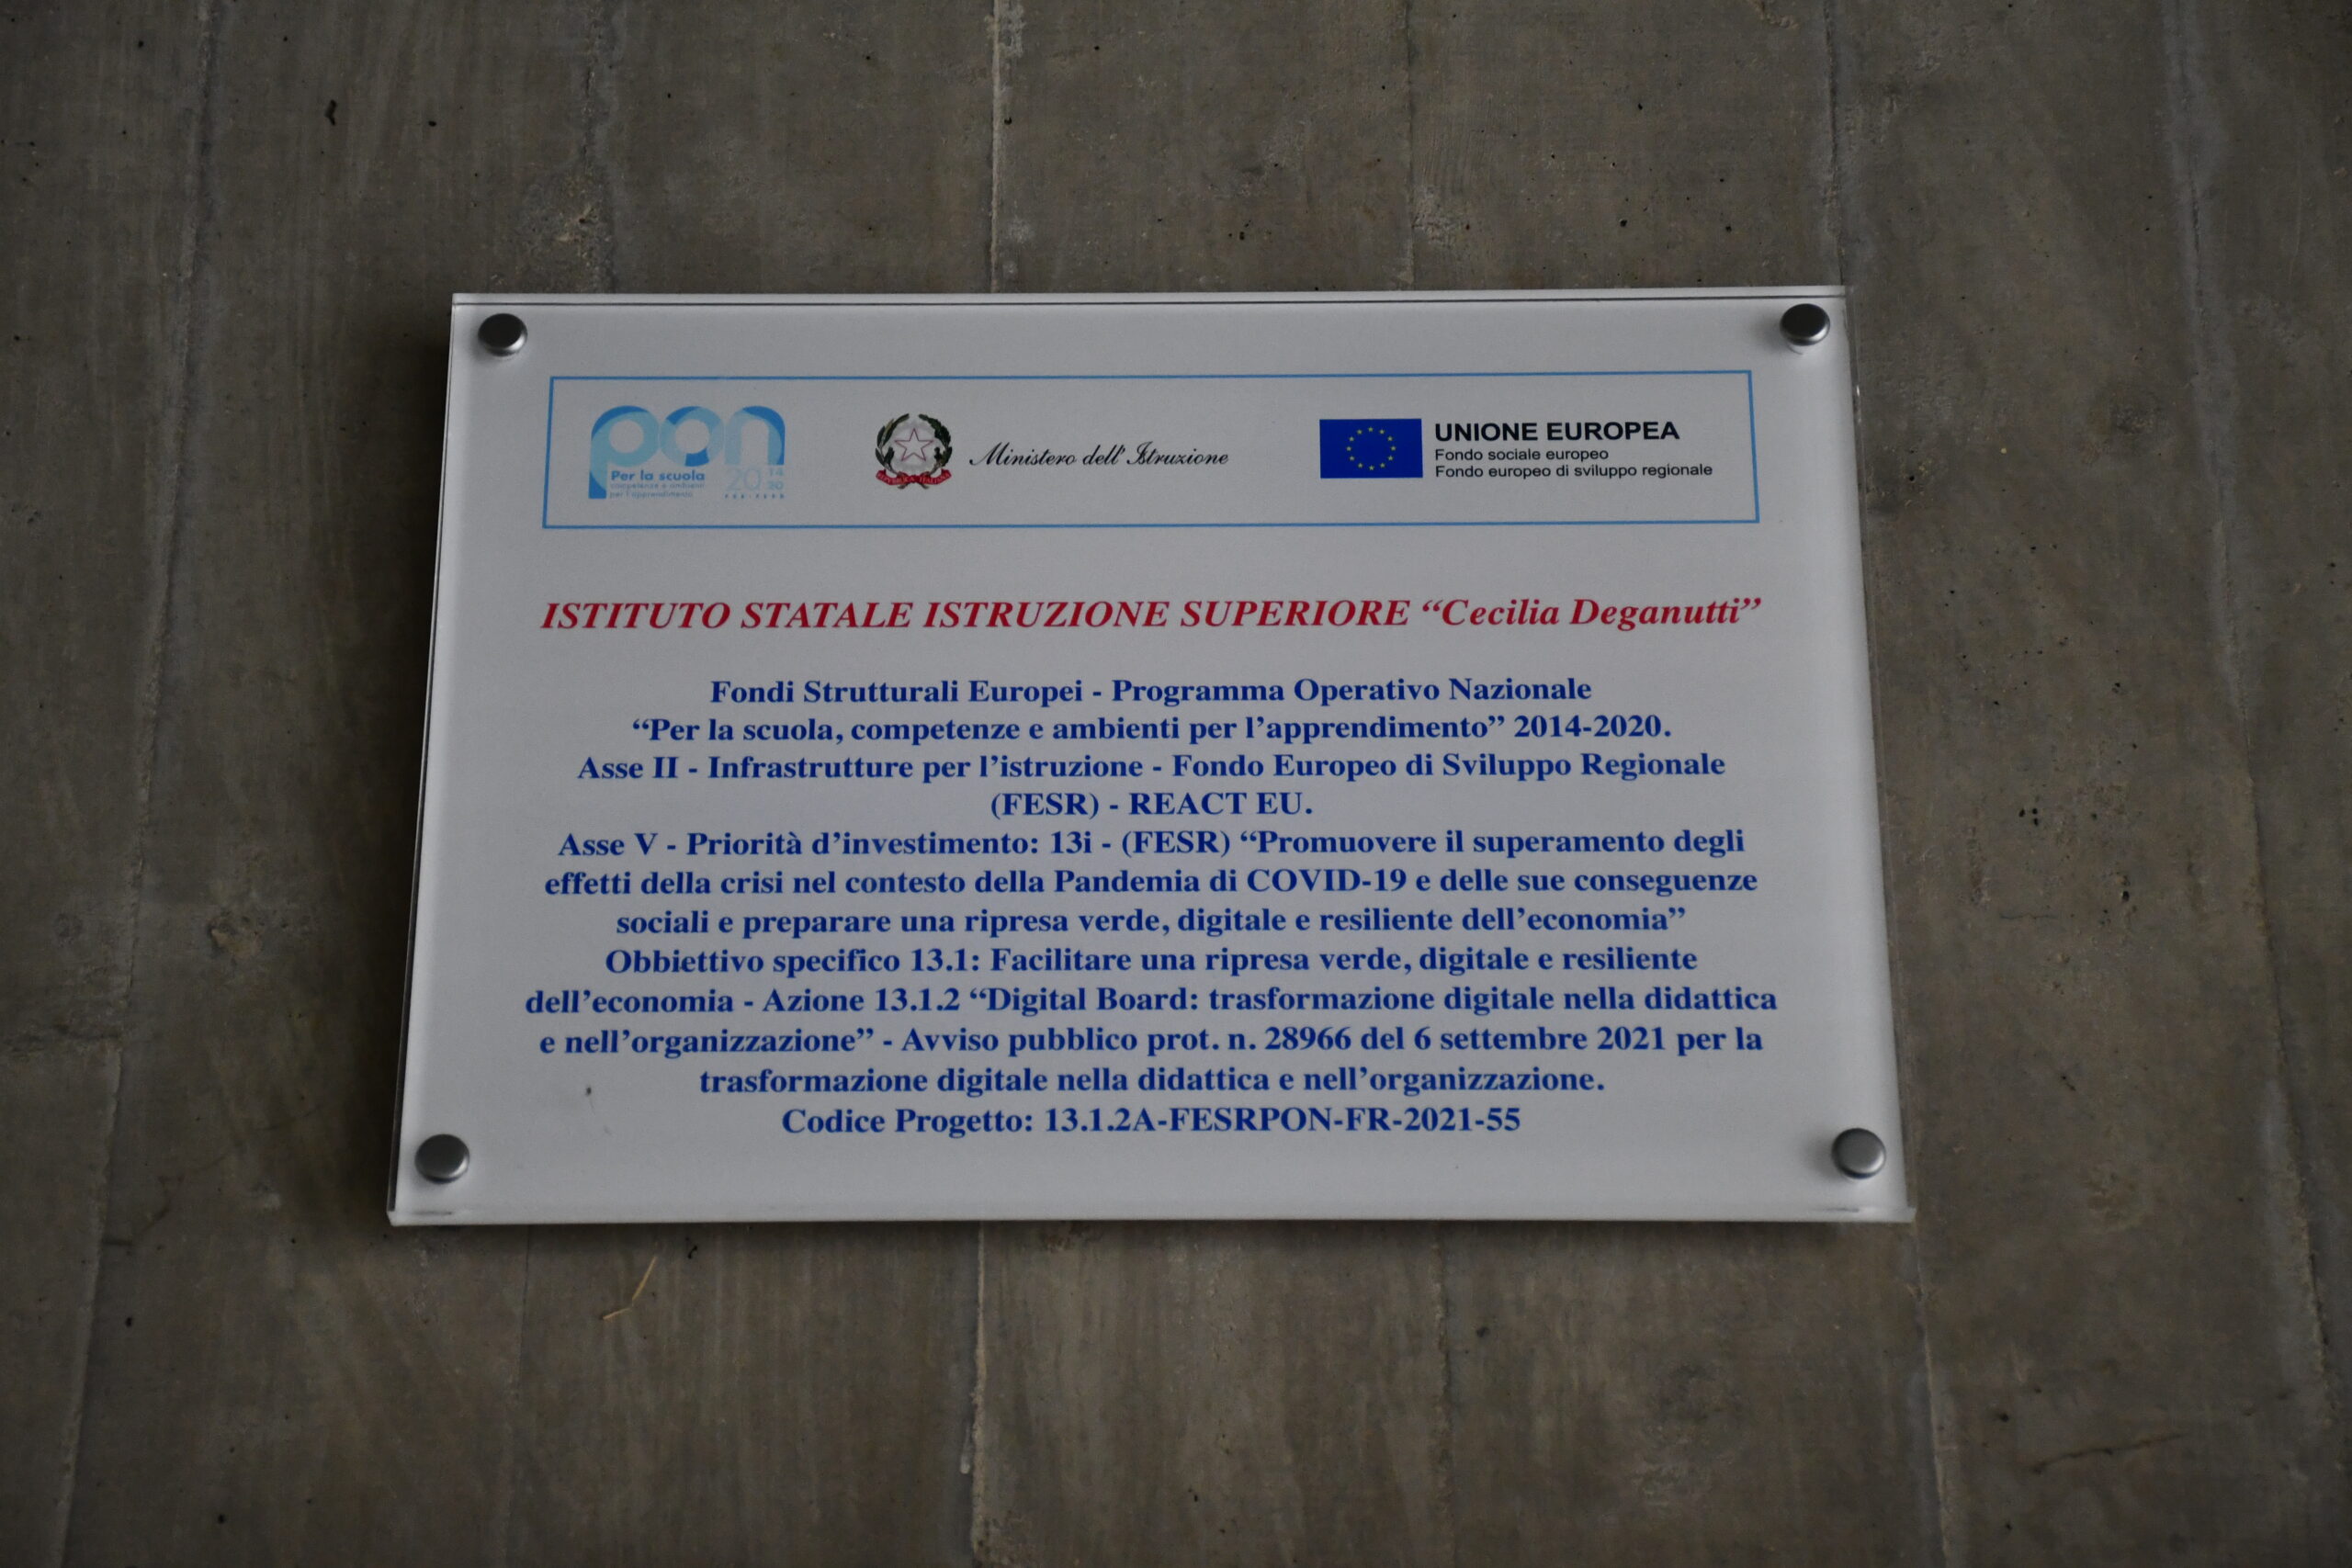 pon
Per la scuola
competenze e ambienti
per l'apprendimento
2014
20
Ministero dell'Istruzione
UNIONE EUROPEA
Fondo sociale europeo
Fondo europeo di sviluppo regionale
ISTITUTO STATALE ISTRUZIONE SUPERIORE “Cecilia Deganutti”
Fondi Strutturali Europei - Programma Operativo Nazionale
“Per la scuola, competenze e ambienti per l’apprendimento” 2014-2020.
Asse II - Infrastrutture per l’istruzione - Fondo Europeo di Sviluppo Regionale
(FESR) - REACT EU.
Asse V - Priorità d’investimento: 13i - (FESR) “Promuovere il superamento degli
effetti della crisi nel contesto della Pandemia di COVID-19 e delle sue conseguenze
sociali e preparare una ripresa verde, digitale e resiliente dell’economia”
Obbiettivo specifico 13.1: Facilitare una ripresa verde, digitale e resiliente
dell’economia - Azione 13.1.2 “Digital Board: trasformazione digitale nella didattica
e nell’organizzazione” - Avviso pubblico prot. n. 28966 del 6 settembre 2021 per la
trasformazione digitale nella didattica e nell’organizzazione.
Codice Progetto: 13.1.2A-FESRPON-FR-2021-55